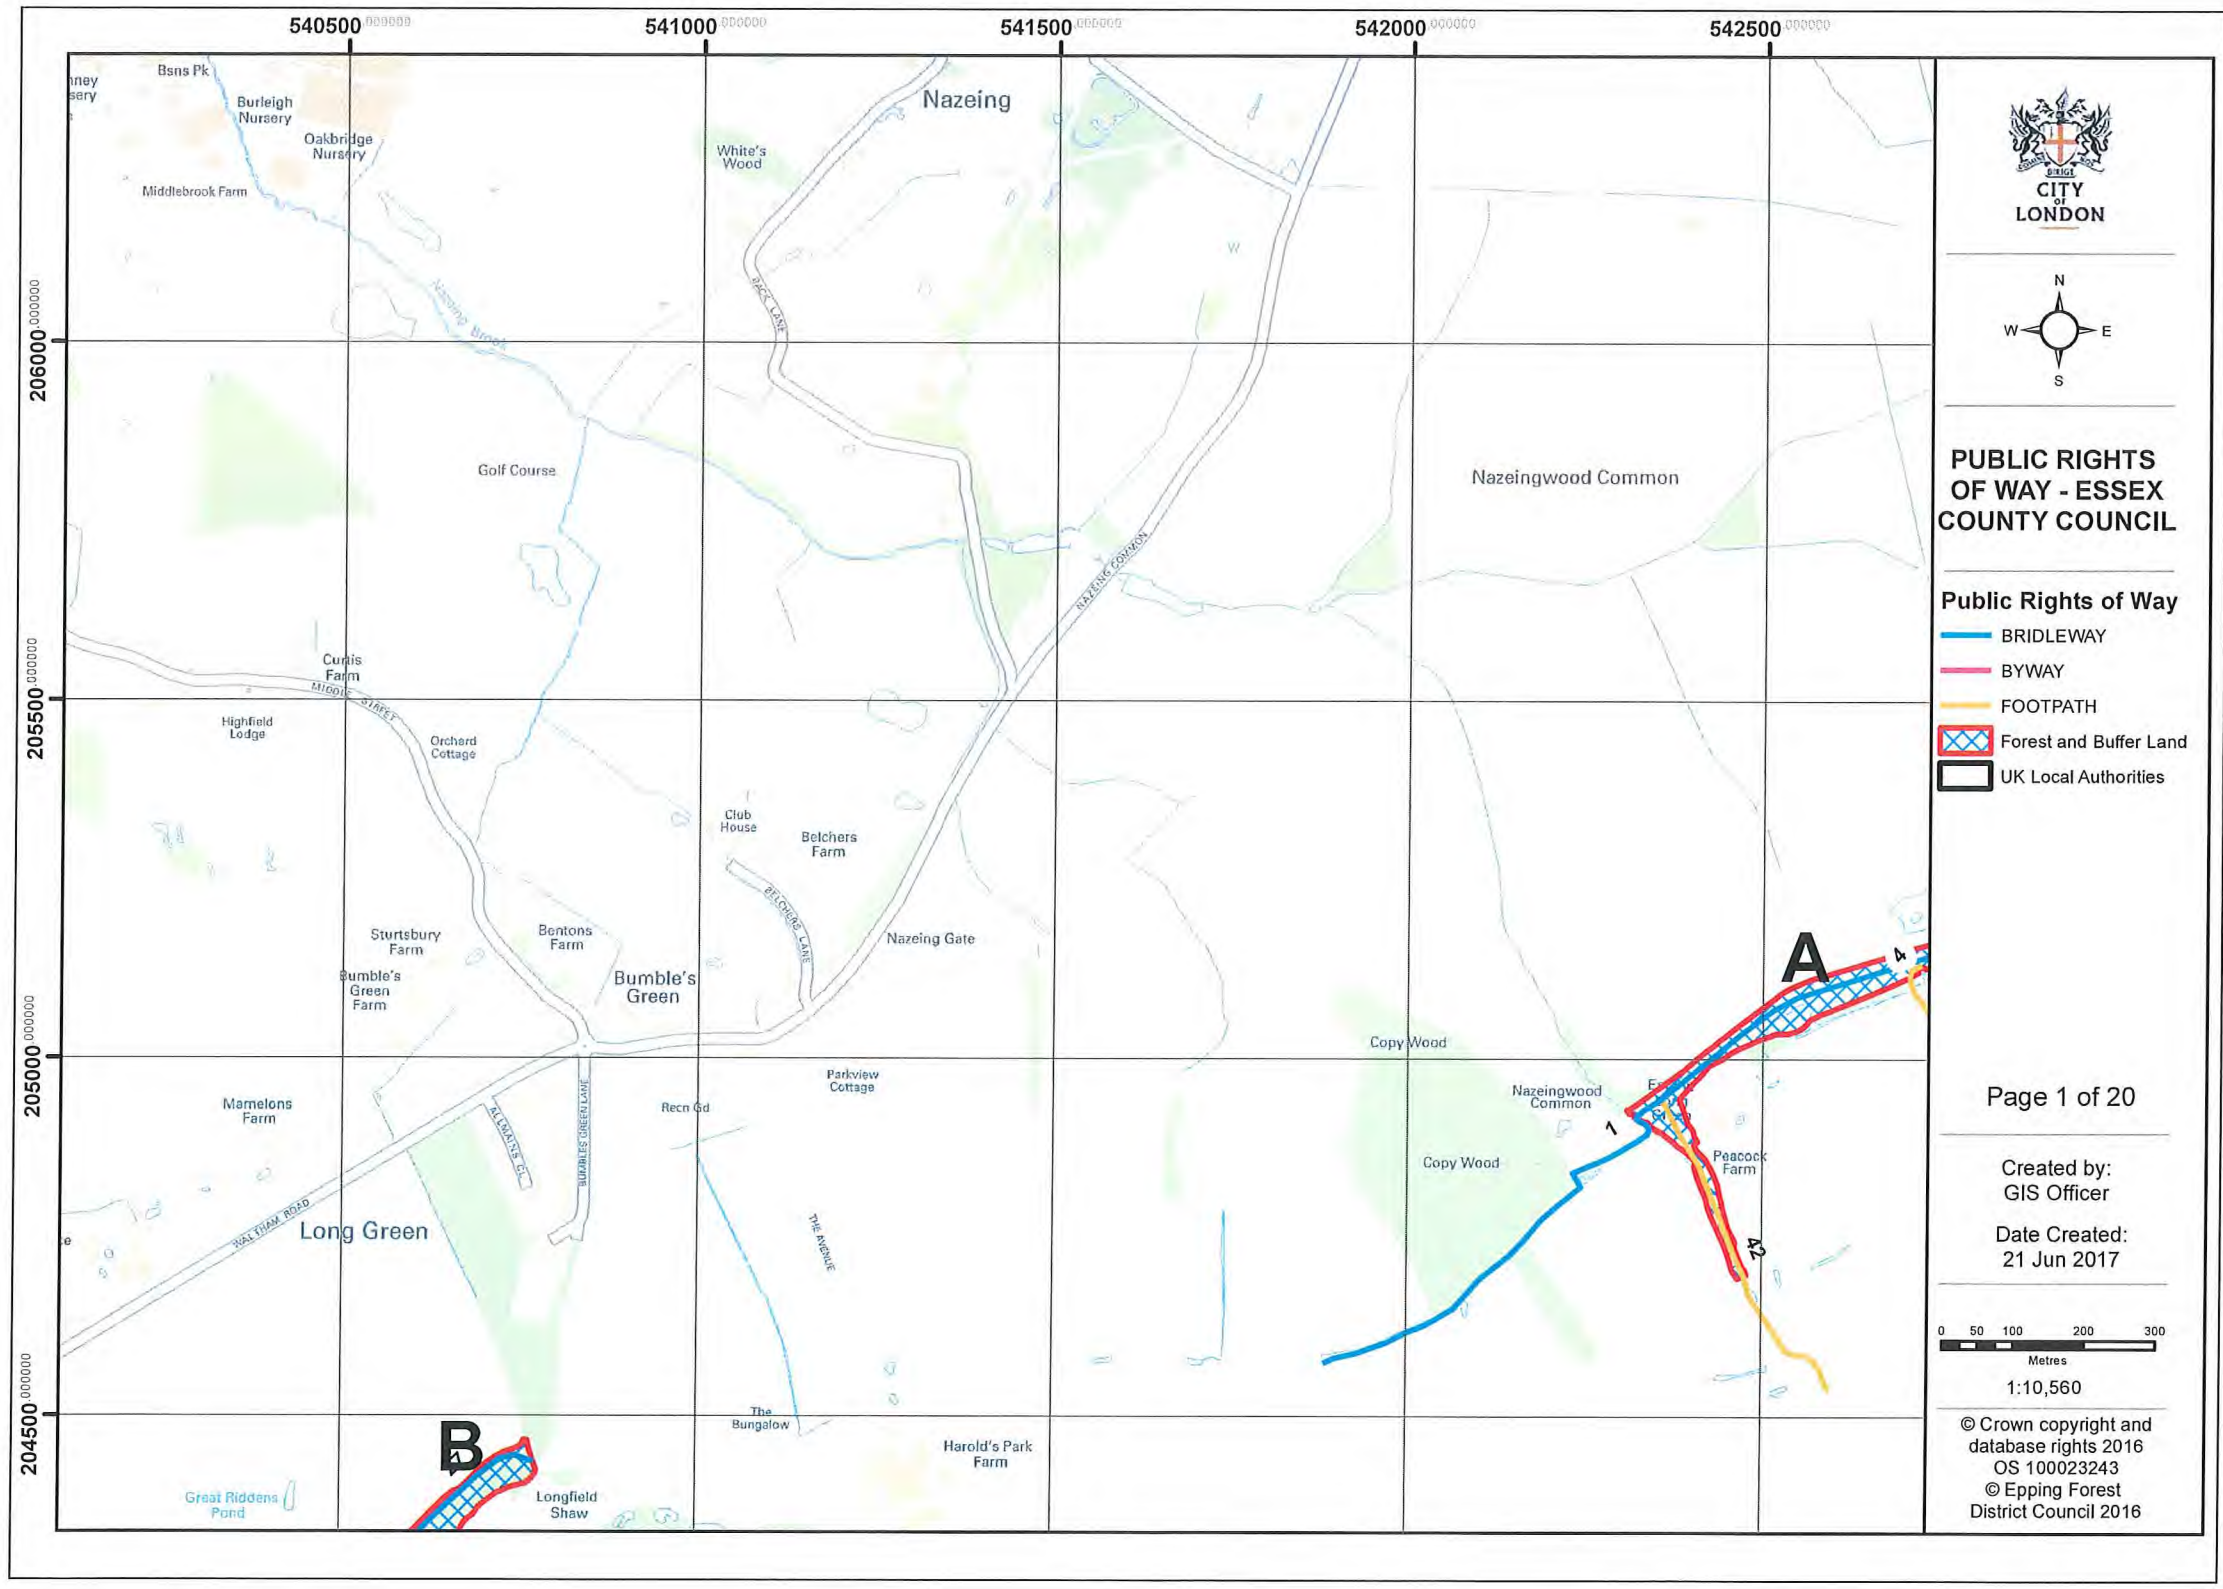 540500.000000
541000.000000
541500.000000
542000.000000
542500.000000
206000.000000
205500.000000
205000.000000
204500.000000
nney
sery
Bsns Pk
Burleigh
Nursery
Oakbridge
Nursery
Middlebrook Farm
Nazeing
White's
Wood
BACK LANE
W
Nazeing Brook
Golf Course
Nazeingwood Common
NAZEING COMMON
Curtis
Farm
MIDDLE STREET
Highfield
Lodge
Orchard
Cottage
Club
House
Belchers
Farm
BELCHERS LANE
Nazeing Gate
Sturtsbury
Farm
Bentons
Farm
Bumble's
Green
Farm
Bumble's
Green
Parkview
Cottage
Mamelons
Farm
Recn Gd
ALLMAINS CL
BUMBLES GREEN LANE
WALTHAM ROAD
Long Green
THE AVENUE
The
Bungalow
Harold's Park
Farm
Great Riddens
Pond
B
Longfield
Shaw
Copy Wood
Copy Wood
Nazeingwood
Common
1
A
4
Peacock
Farm
42
DOMINE DIRIGE NOS
CITY
OF
LONDON
N
W
E
S
PUBLIC RIGHTS
OF WAY - ESSEX
COUNTY COUNCIL
Public Rights of Way
BRIDLEWAY
BYWAY
FOOTPATH
Forest and Buffer Land
UK Local Authorities
Page 1 of 20
Created by:
GIS Officer
Date Created:
21 Jun 2017
0 50 100 200 300
Metres
1:10,560
© Crown copyright and
database rights 2016
OS 100023243
© Epping Forest
District Council 2016